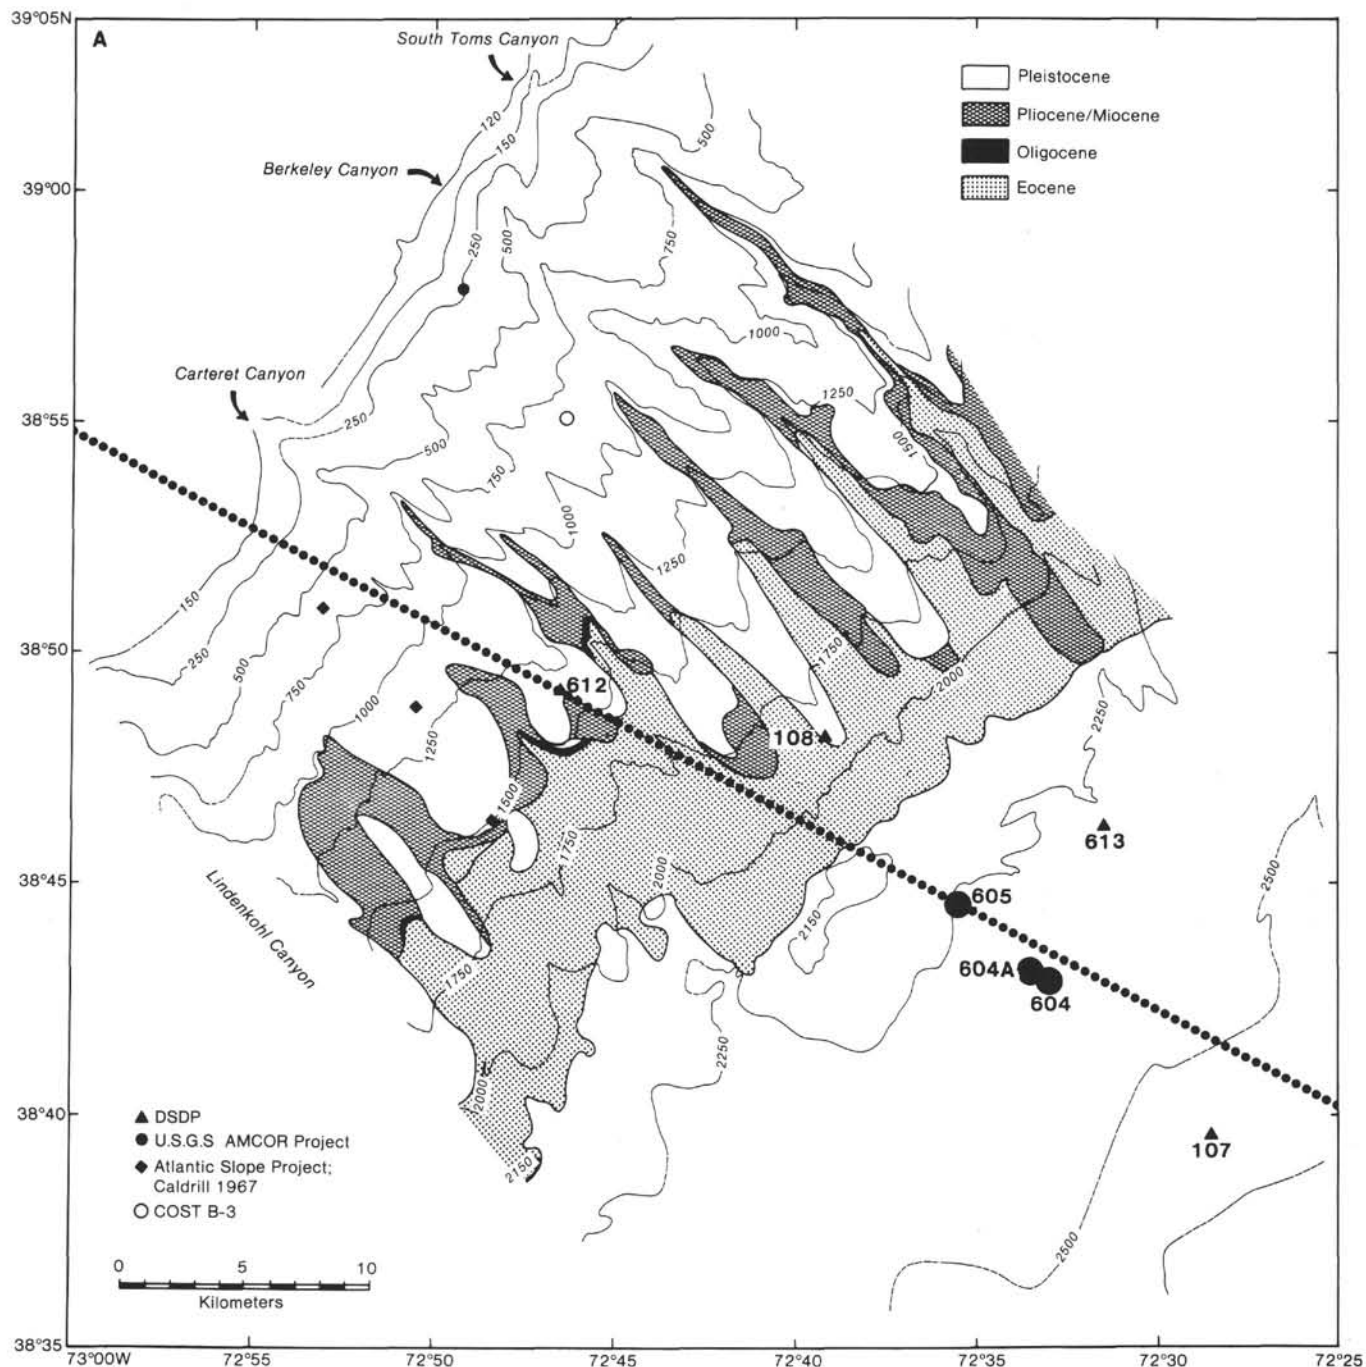 39°05N
A
South Toms Canyon
Pleistocene
Pliocene/Miocene
Oligocene
Eocene
120
150
500
Berkeley Canyon
39°00
250
500
750
1000
Carteret Canyon
1250
38°55
250
500
1500
750
1000
1250
150
38°50
250
500
750
1000
612
1750
2000
2250
108
1250
1500
1750
613
Lindenkohl Canyon
38°45
2000
2500
605
2150
1750
604A
604
2250
2000
38°40
DSDP
U.S.G.S AMCOR Project
Atlantic Slope Project;
Caldrill 1967
COST B-3
2150
107
2500
0 5 10
Kilometers
38°35
73°00W 72°55 72°50 72°45 72°40 72°35 72°30 72°25